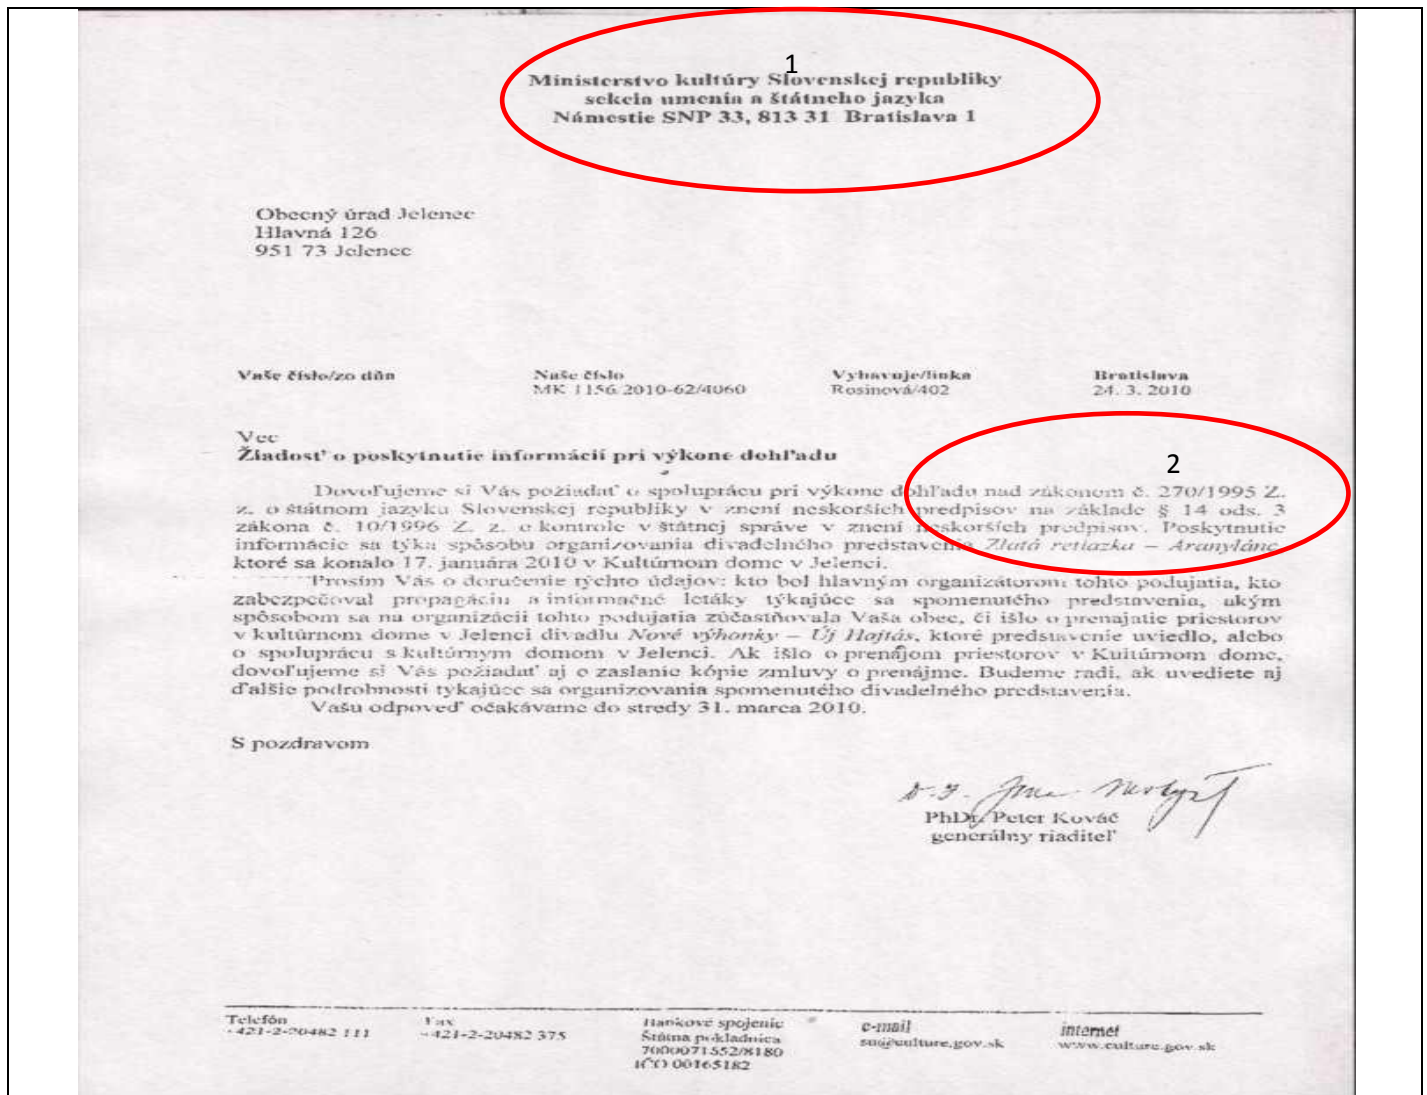 1
Ministerstvo kultúry Slovenskej republiky
sekcia umenia a štátneho jazyka
Námestie SNP 33, 813 31 Bratislava 1
Obecný úrad Jelenec
Hlavná 126
951 73 Jelenec
Vaše číslo/zo dňa Naše číslo Vybavuje/linka Bratislava
MK 1156/2010-62/4060 Rosinová/402 24. 3. 2010
Vec
Žiadosť o poskytnutie informácií pri výkone dohľadu
2
Dovoľujeme si Vás požiadať o spoluprácu pri výkone dohľadu nad zákonom č. 270/1995 Z.
z. o štátnom jazyku Slovenskej republiky v znení neskorších predpisov na základe § 14 ods. 3
zákona č. 10/1996 Z. z. o kontrole v štátnej správe v znení neskorších predpisov. Poskytnutie
informácie sa týka spôsobu organizovania divadelného predstavenia Zlatá retiazka – Aranylánc,
ktoré sa konalo 17. januára 2010 v Kultúrnom dome v Jelenci.
Prosím Vás o doručenie týchto údajov: kto bol hlavným organizátorom tohto podujatia, kto
zabezpečoval propagáciu a informačné letáky týkajúce sa spomenutého predstavenia, akým
spôsobom sa na organizácii tohto podujatia zúčastňovala Vaša obec, či išlo o prenajatie priestorov
v kultúrnom dome v Jelenci divadlu Nové výhonky – Új Hajtás, ktoré predstavenie uviedlo, alebo
o spoluprácu s kultúrnym domom v Jelenci. Ak išlo o prenájom priestorov v Kultúrnom dome,
dovoľujeme si Vás požiadať aj o zaslanie kópie zmluvy o prenájme. Budeme radi, ak uvediete aj
ďalšie podrobnosti týkajúce sa organizovania spomenutého divadelného predstavenia.
Vašu odpoveď očakávame do stredy 31. marca 2010.
S pozdravom
PhDr. Peter Kováč
generálny riaditeľ
Telefón Fax Bankové spojenie e-mail internet
+421-2-20482 111 +421-2-20482 375 Štátna pokladnica su@culture.gov.sk www.culture.gov.sk
7000071552/8180
IČO 00165182